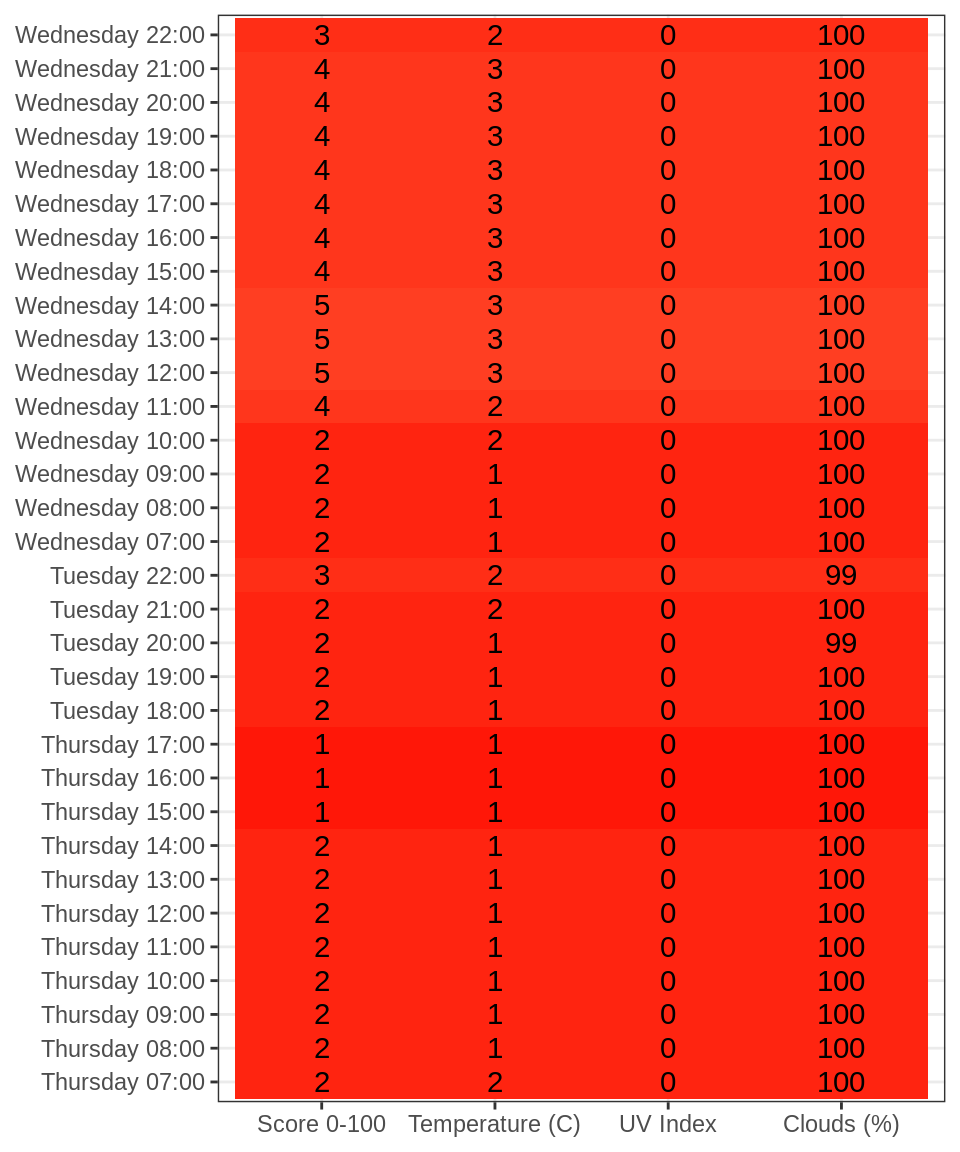 Wednesday 22:00 3 2 0 100
Wednesday 21:00 4 3 0 100
Wednesday 20:00 4 3 0 100
Wednesday 19:00 4 3 0 100
Wednesday 18:00 4 3 0 100
Wednesday 17:00 4 3 0 100
Wednesday 16:00 4 3 0 100
Wednesday 15:00 4 3 0 100
Wednesday 14:00 5 3 0 100
Wednesday 13:00 5 3 0 100
Wednesday 12:00 5 3 0 100
Wednesday 11:00 4 2 0 100
Wednesday 10:00 2 2 0 100
Wednesday 09:00 2 1 0 100
Wednesday 08:00 2 1 0 100
Wednesday 07:00 2 1 0 100
Tuesday 22:00 3 2 0 99
Tuesday 21:00 2 2 0 100
Tuesday 20:00 2 1 0 99
Tuesday 19:00 2 1 0 100
Tuesday 18:00 2 1 0 100
Thursday 17:00 1 1 0 100
Thursday 16:00 1 1 0 100
Thursday 15:00 1 1 0 100
Thursday 14:00 2 1 0 100
Thursday 13:00 2 1 0 100
Thursday 12:00 2 1 0 100
Thursday 11:00 2 1 0 100
Thursday 10:00 2 1 0 100
Thursday 09:00 2 1 0 100
Thursday 08:00 2 1 0 100
Thursday 07:00 2 2 0 100
Score 0-100 Temperature (C) UV Index Clouds (%)